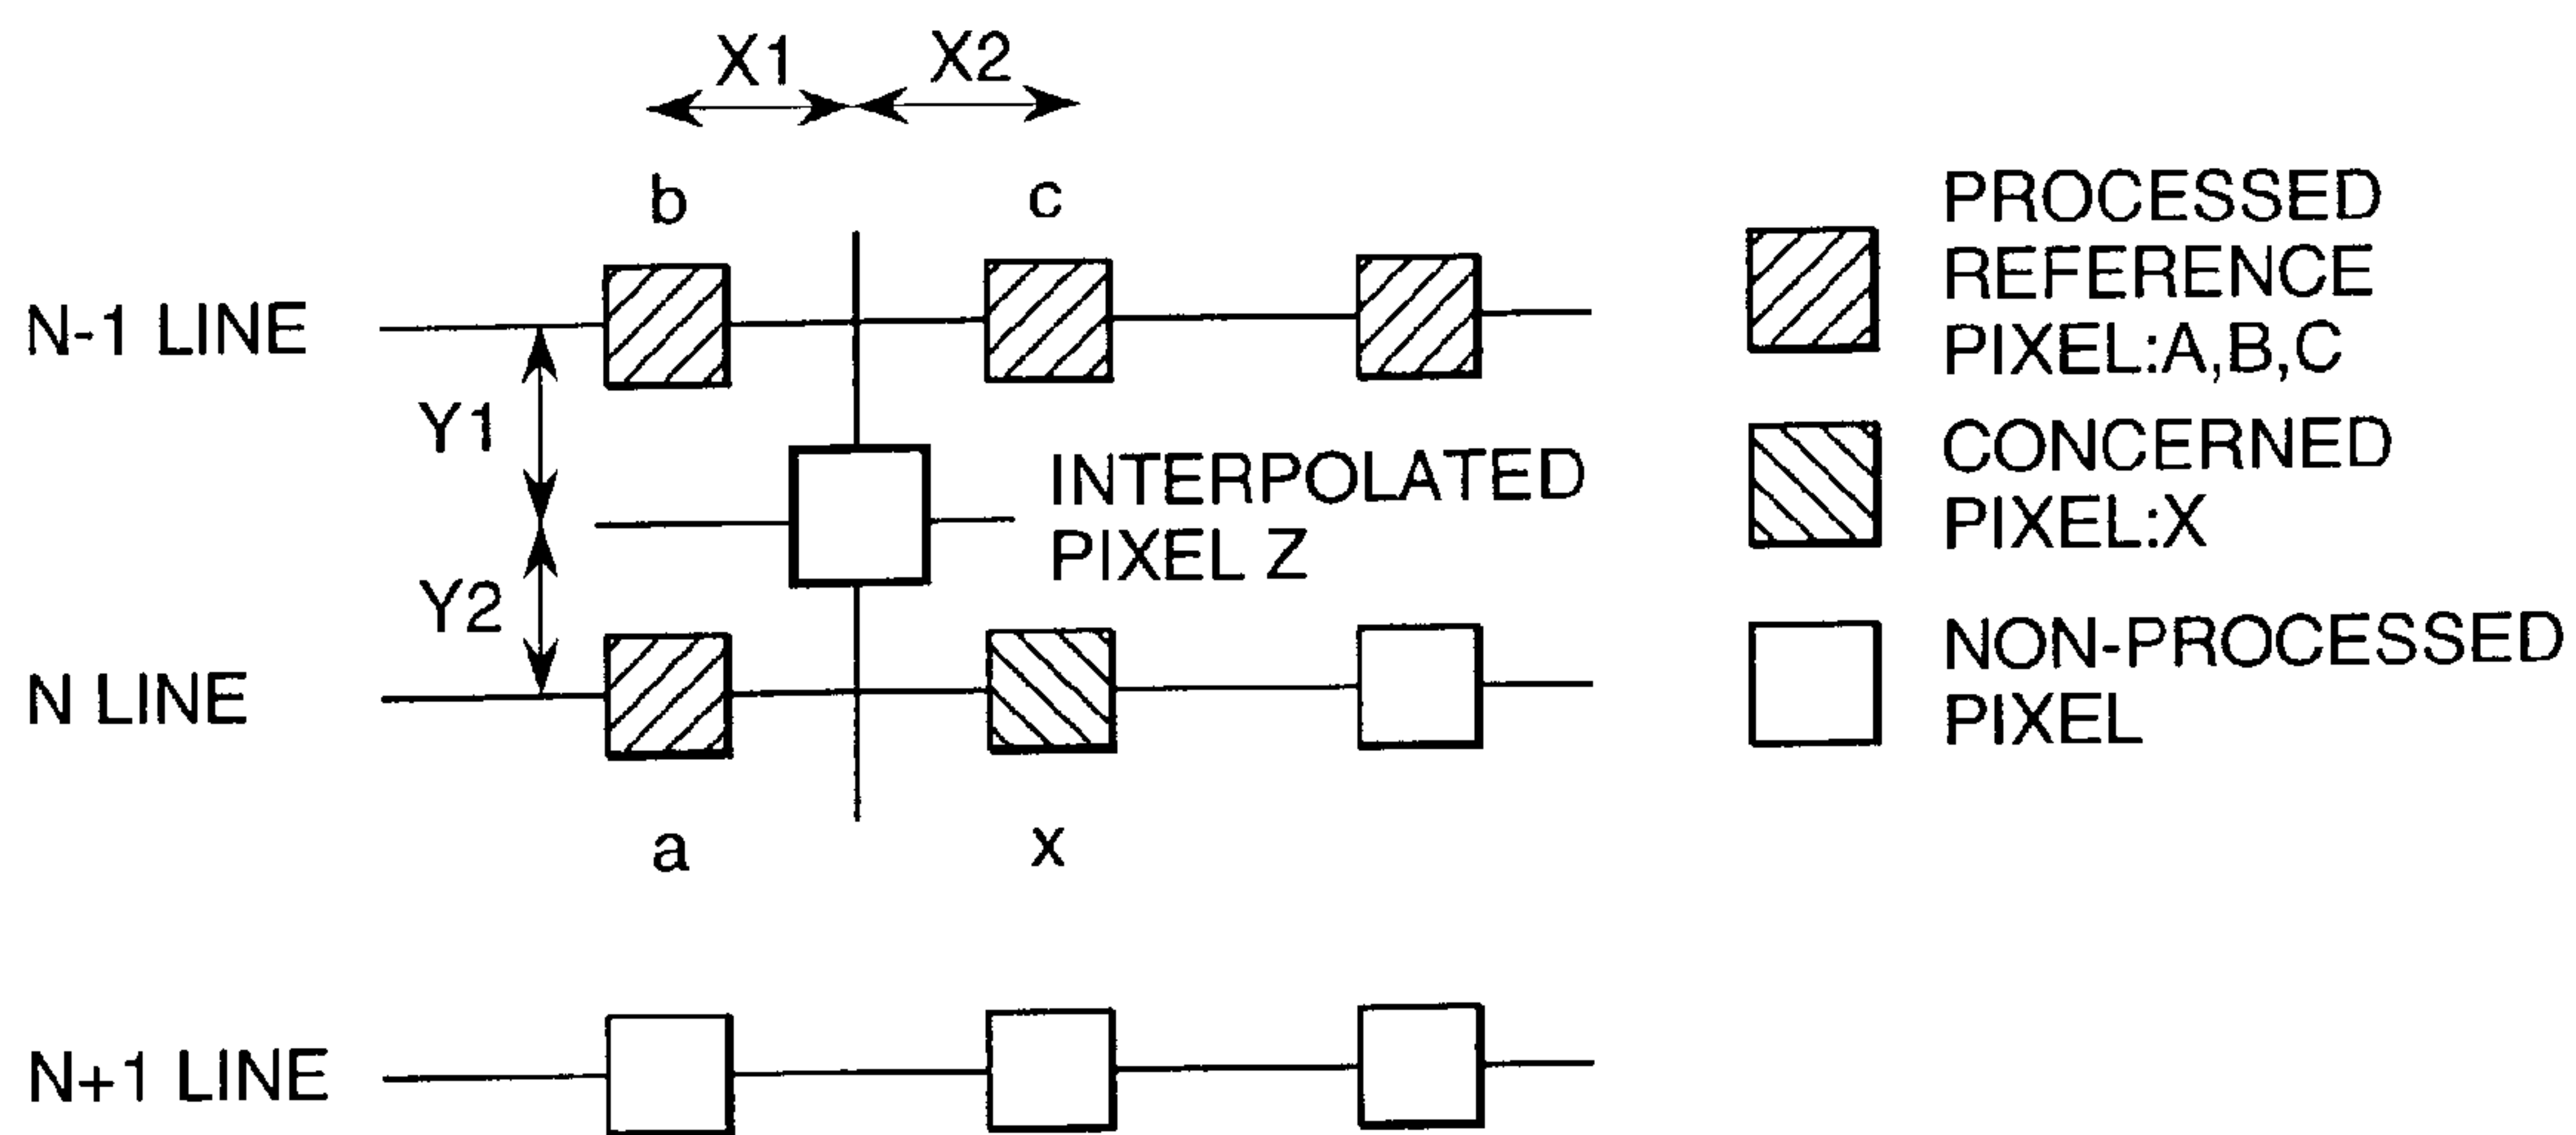 X1 X2
b c
N-1 LINE
Y1
INTERPOLATED
PIXEL Z
Y2
N LINE
a x
N+1 LINE
PROCESSED
REFERENCE
PIXEL:A,B,C
CONCERNED
PIXEL:X
NON-PROCESSED
PIXEL